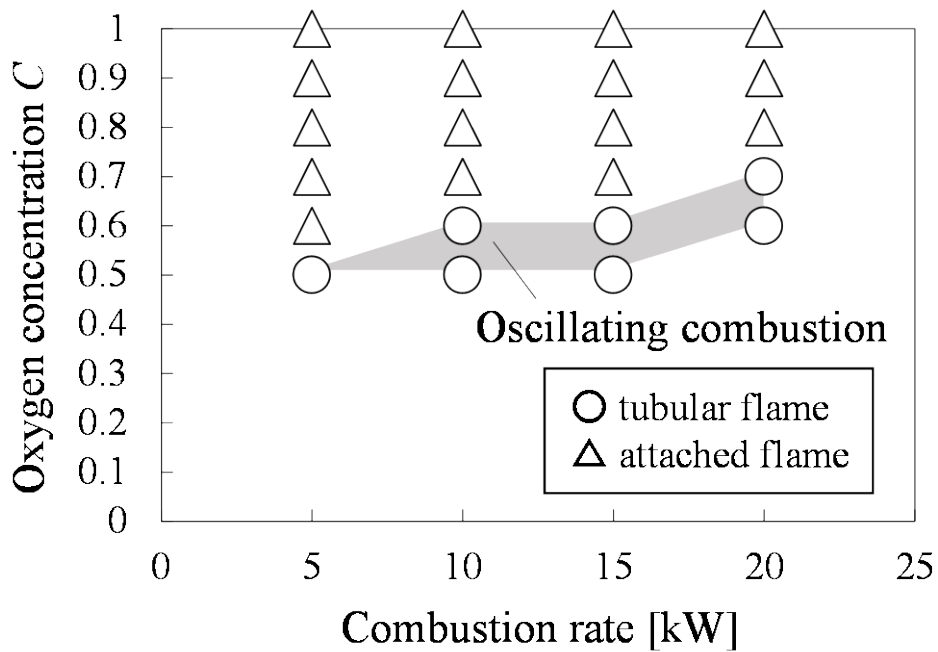 Oxygen concentration C
1
0.9
0.8
0.7
0.6
0.5
0.4
0.3
0.2
0.1
0
Oscillating combustion
tubular flame
attached flame
0 5 10 15 20 25
Combustion rate [kW]